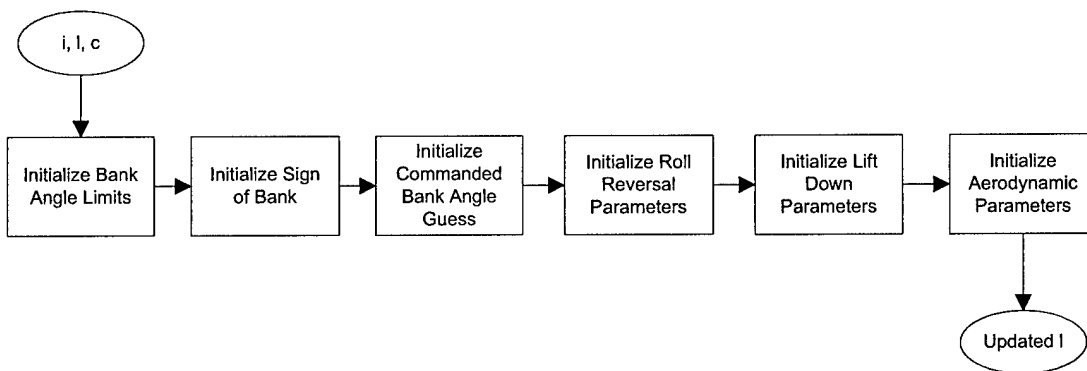 i, l, c
Initialize Bank
Angle Limits
Initialize Sign
of Bank
Initialize
Commanded
Bank Angle
Guess
Initialize Roll
Reversal
Parameters
Initialize Lift
Down
Parameters
Initialize
Aerodynamic
Parameters
Updated l